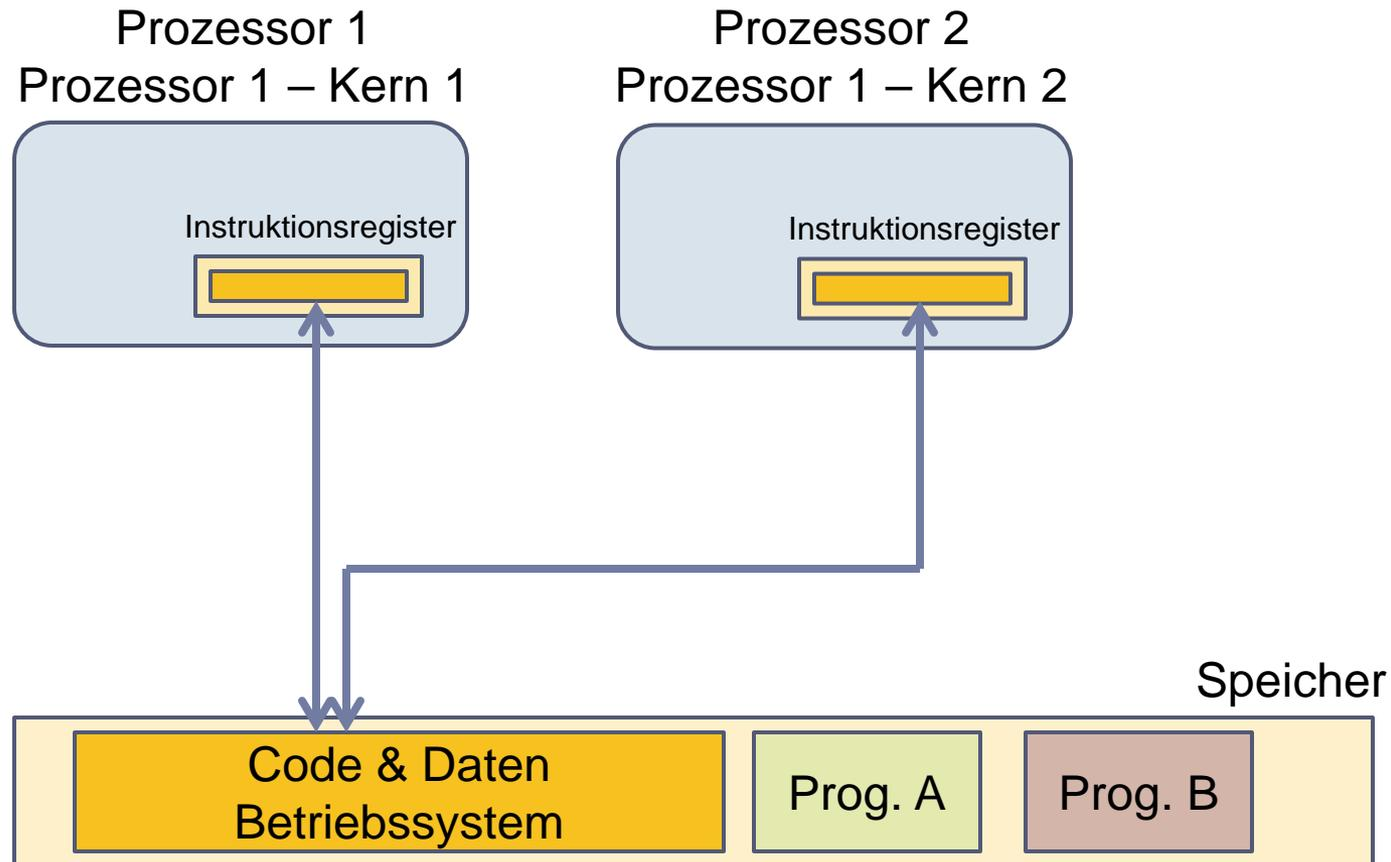 Prozessor 1
Prozessor 1 – Kern 1
Prozessor 2
Prozessor 1 – Kern 2
Instruktionsregister
Instruktionsregister
Speicher
Code & Daten
Betriebssystem
Prog. A
Prog. B